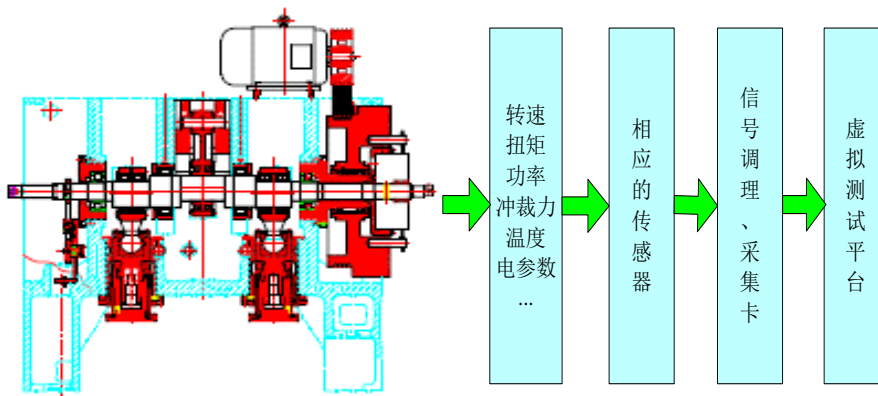 转速
扭矩
功率
冲裁力
温度
电参数
...
相应的传感器
信号调理、采集卡
虚拟测试平台